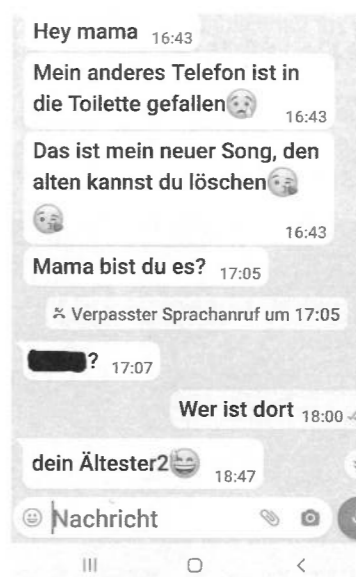 Hey mama 16:43
Mein anderes Telefon ist in
die Toilette gefallen😢
16:43
Das ist mein neuer Song, den
alten kannst du löschen😘
😘
16:43
Mama bist du es? 17:05
Verpasster Sprachanruf um 17:05
? 17:07
Wer ist dort 18:00
dein Ältester2😅
18:47
Nachricht